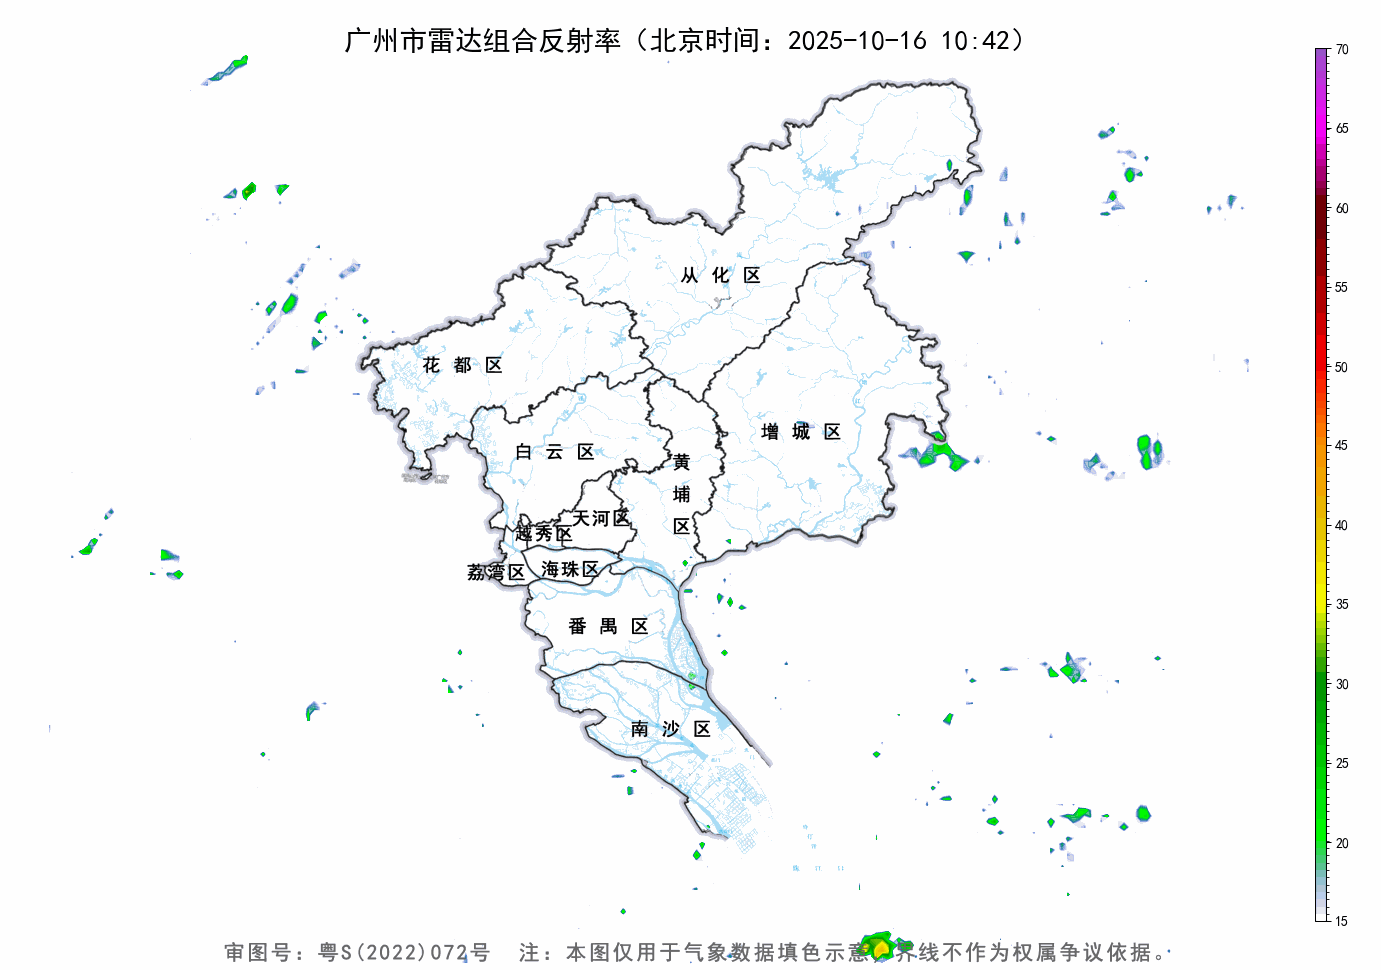 广州市雷达组合反射率（北京时间：2025-10-16 10:42）
70
65
60
55
50
45
40
35
30
25
20
15
从化区
花都区
增城区
白云区
黄埔区
天河区
越秀区
海珠区
荔湾区
番禺区
南沙区
审图号：粤S(2022)072号 注：本图仅用于气象数据填色示意，界线不作为权属争议依据。